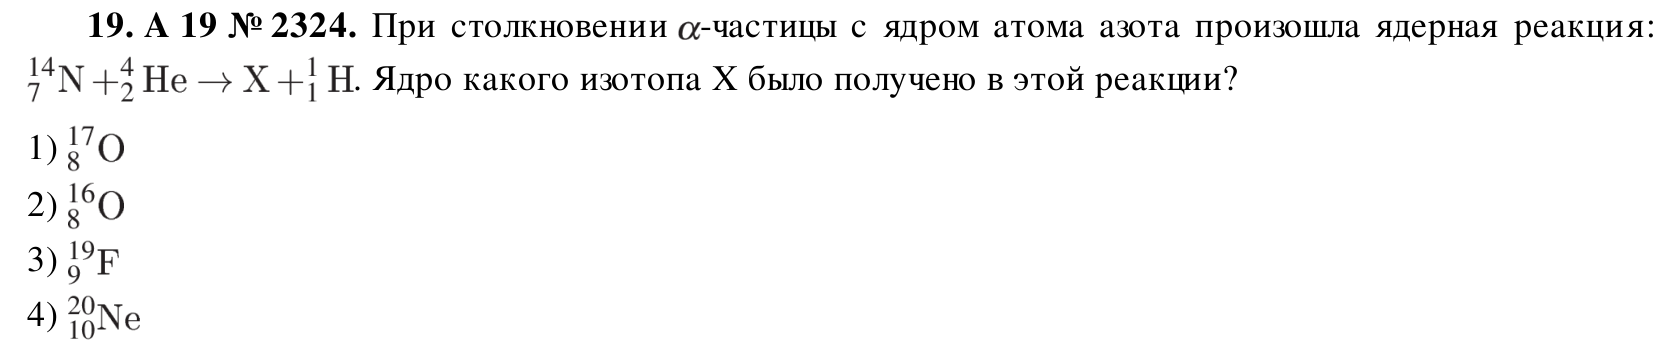 19. А 19 № 2324. При столкновении α-частицы с ядром атома азота произошла ядерная реакция:
¹⁴₇N + ⁴₂He → X + ¹₁H. Ядро какого изотопа X было получено в этой реакции?
1) ¹⁷₈O
2) ¹⁶₈O
3) ¹⁹₉F
4) ²⁰₁₀Ne